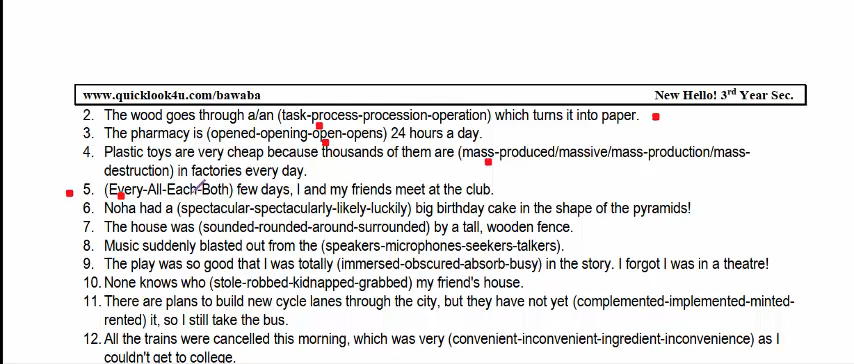 www.quicklook4u.com/bawaba New Hello! 3rd Year Sec.
2. The wood goes through a/an (task-process-procession-operation) which turns it into paper.
3. The pharmacy is (opened-opening-open-opens) 24 hours a day.
4. Plastic toys are very cheap because thousands of them are (mass-produced/massive/mass-production/mass-
destruction) in factories every day.
5. (Every-All-Each-Both) few days, I and my friends meet at the club.
6. Noha had a (spectacular-spectacularly-likely-luckily) big birthday cake in the shape of the pyramids!
7. The house was (sounded-rounded-around-surrounded) by a tall, wooden fence.
8. Music suddenly blasted out from the (speakers-microphones-seekers-talkers).
9. The play was so good that I was totally (immersed-obscured-absorb-busy) in the story. I forgot I was in a theatre!
10. None knows who (stole-robbed-kidnapped-grabbed) my friend's house.
11. There are plans to build new cycle lanes through the city, but they have not yet (complemented-implemented-minted-
rented) it, so I still take the bus.
12. All the trains were cancelled this morning, which was very (convenient-inconvenient-ingredient-inconvenience) as I
couldn't get to college.